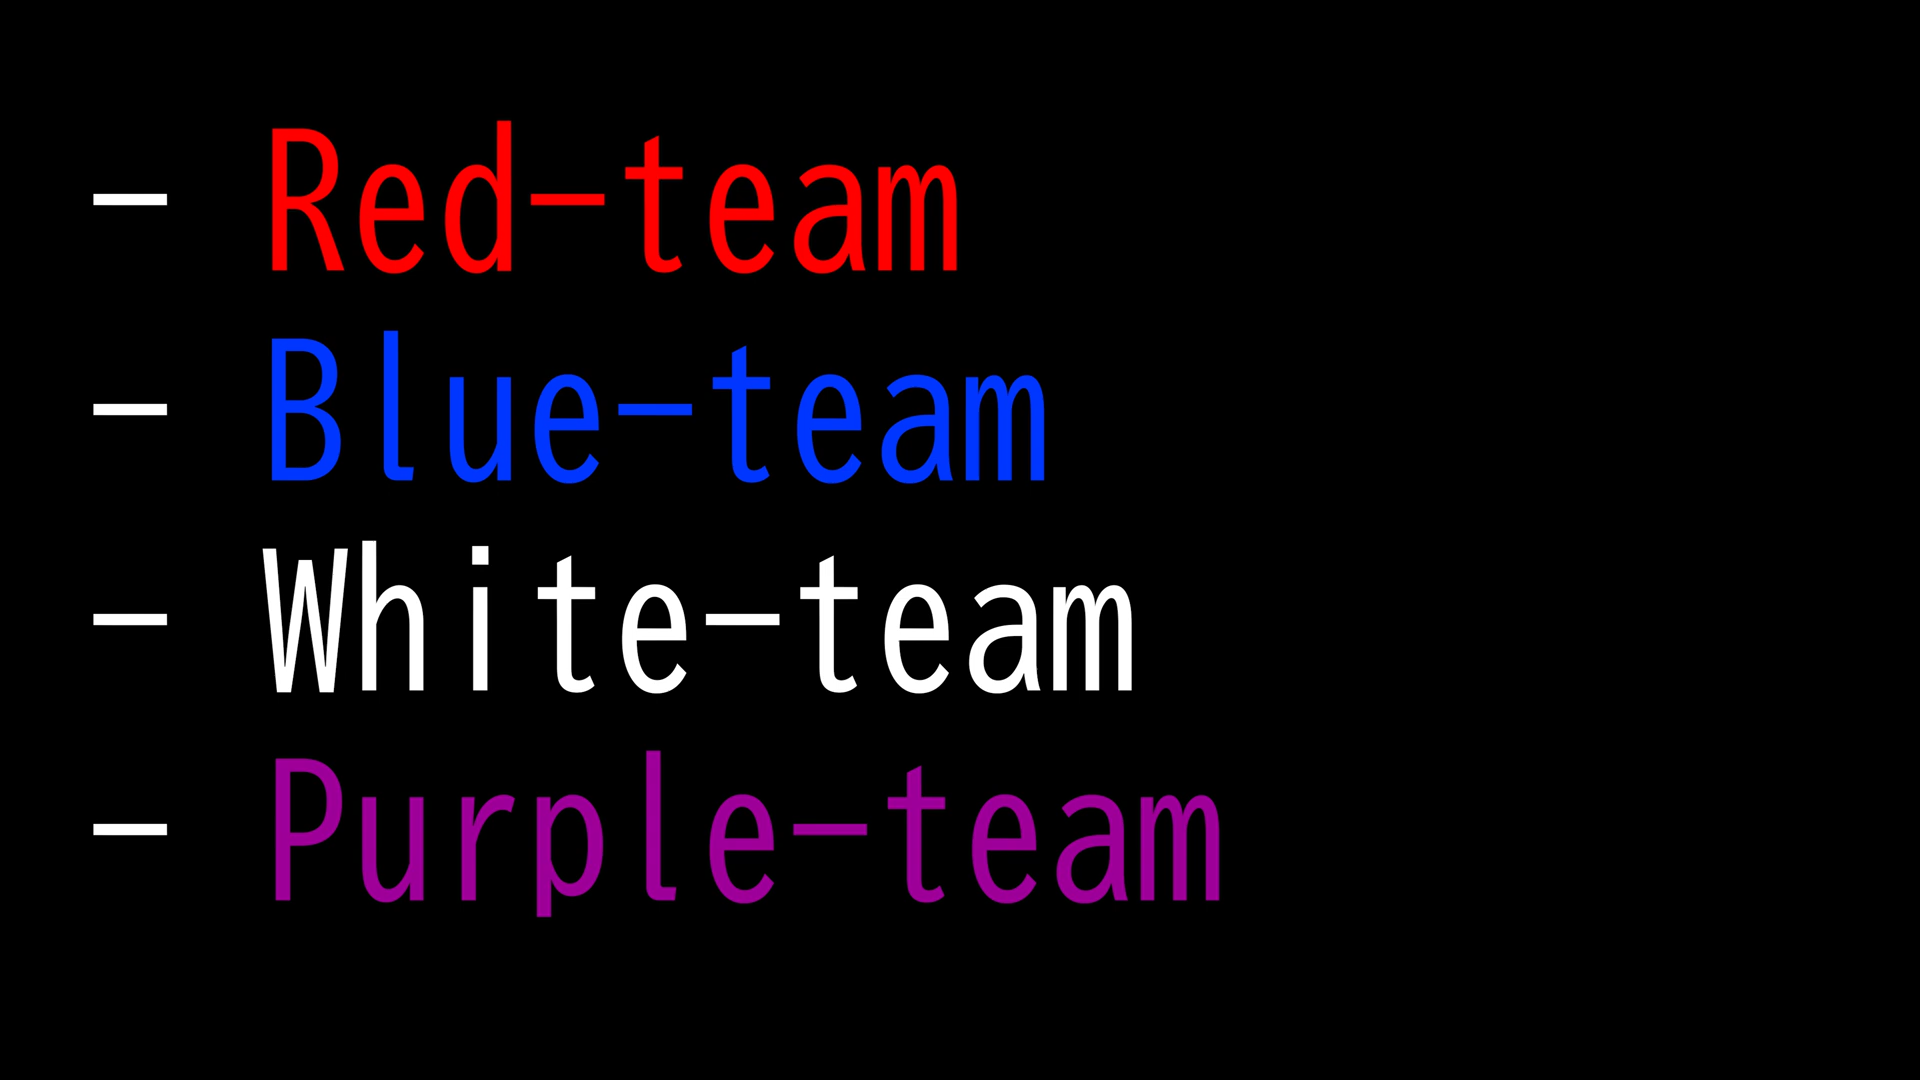 - Red-team
- Blue-team
- White-team
- Purple-team